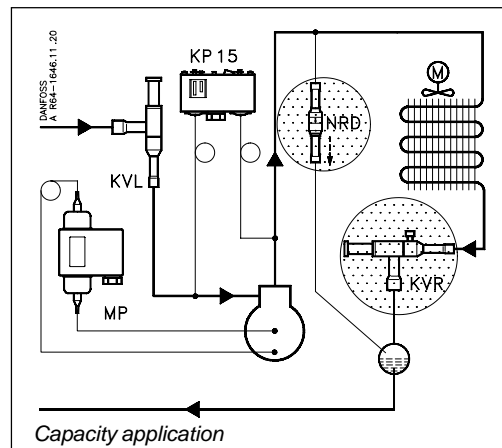 DANFOSS
A R64-1646.11.20
KP 15
M
NRD
KVL
KVR
MP
Capacity application